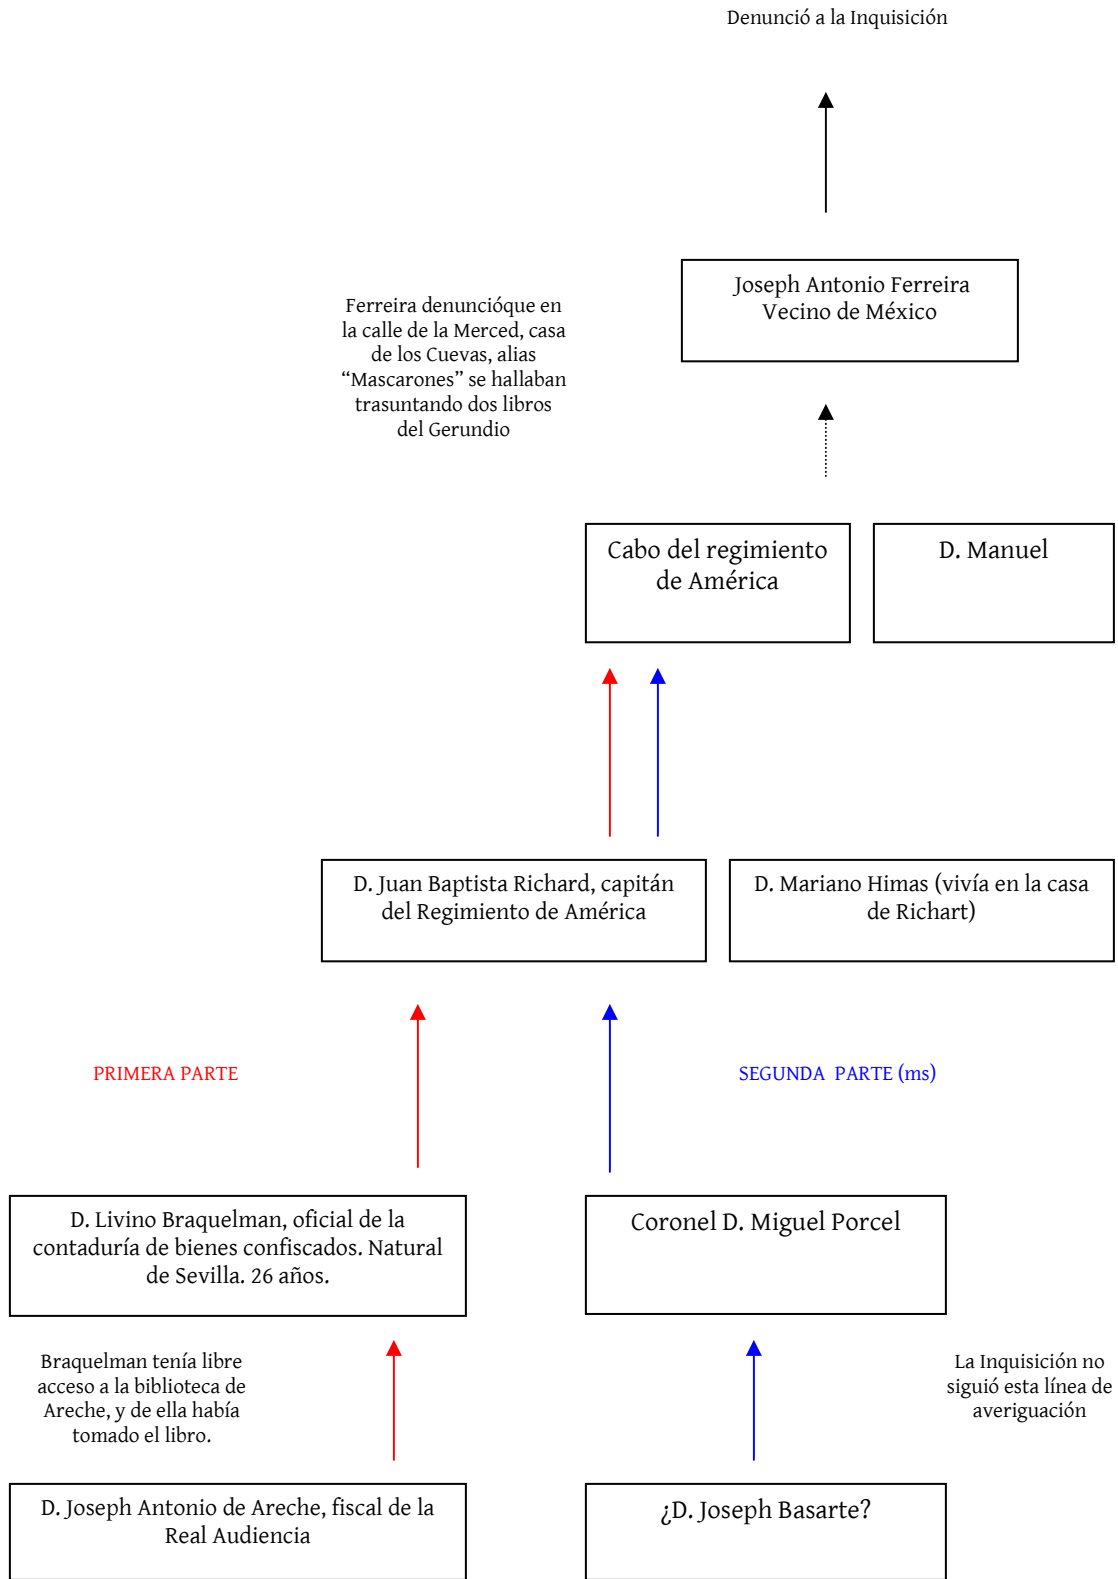 Denunció a la Inquisición
Joseph Antonio Ferreira
Vecino de México
Ferreira denuncióque en
la calle de la Merced, casa
de los Cuevas, alias
“Mascarones” se hallaban
trasuntando dos libros
del Gerundio
Cabo del regimiento
de América
D. Manuel
D. Juan Baptista Richard, capitán
del Regimiento de América
D. Mariano Himas (vivía en la casa
de Richart)
PRIMERA PARTE
SEGUNDA PARTE (ms)
D. Livino Braquelman, oficial de la
contaduría de bienes confiscados. Natural
de Sevilla. 26 años.
Coronel D. Miguel Porcel
Braquelman tenía libre
acceso a la biblioteca de
Areche, y de ella había
tomado el libro.
La Inquisición no
siguió esta línea de
averiguación
D. Joseph Antonio de Areche, fiscal de la
Real Audiencia
¿D. Joseph Basarte?